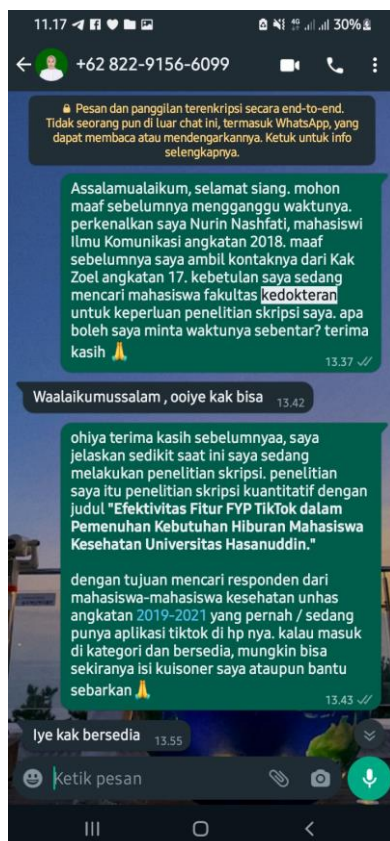 11.17
30%
+62 822-9156-6099
Pesan dan panggilan terenkripsi secara end-to-end.
Tidak seorang pun di luar chat ini, termasuk WhatsApp, yang
dapat membaca atau mendengarkannya. Ketuk untuk info
selengkapnya.
Assalamualaikum, selamat siang. mohon
maaf sebelumnya mengganggu waktunya.
perkenalkan saya Nurin Nashfati, mahasiswi
Ilmu Komunikasi angkatan 2018. maaf
sebelumnya saya ambil kontaknya dari Kak
Zoel angkatan 17. kebetulan saya sedang
mencari mahasiswa fakultas kedokteran
untuk keperluan penelitian skripsi saya. apa
boleh saya minta waktunya sebentar? terima
kasih 🙏
13.37
Waalaikumussalam , ooiye kak bisa
13.42
ohiya terima kasih sebelumnyaa, saya
jelaskan sedikit saat ini saya sedang
melakukan penelitian skripsi. penelitian
saya itu penelitian skripsi kuantitatif dengan
judul "Efektivitas Fitur FYP TikTok dalam
Pemenuhan Kebutuhan Hiburan Mahasiswa
Kesehatan Universitas Hasanuddin."
dengan tujuan mencari responden dari
mahasiswa-mahasiswa kesehatan unhas
angkatan 2019-2021 yang pernah / sedang
punya aplikasi tiktok di hp nya. kalau masuk
di kategori dan bersedia, mungkin bisa
sekiranya isi kuisoner saya ataupun bantu
sebarkan 🙏
13.43
Iye kak bersedia
13.55
Ketik pesan